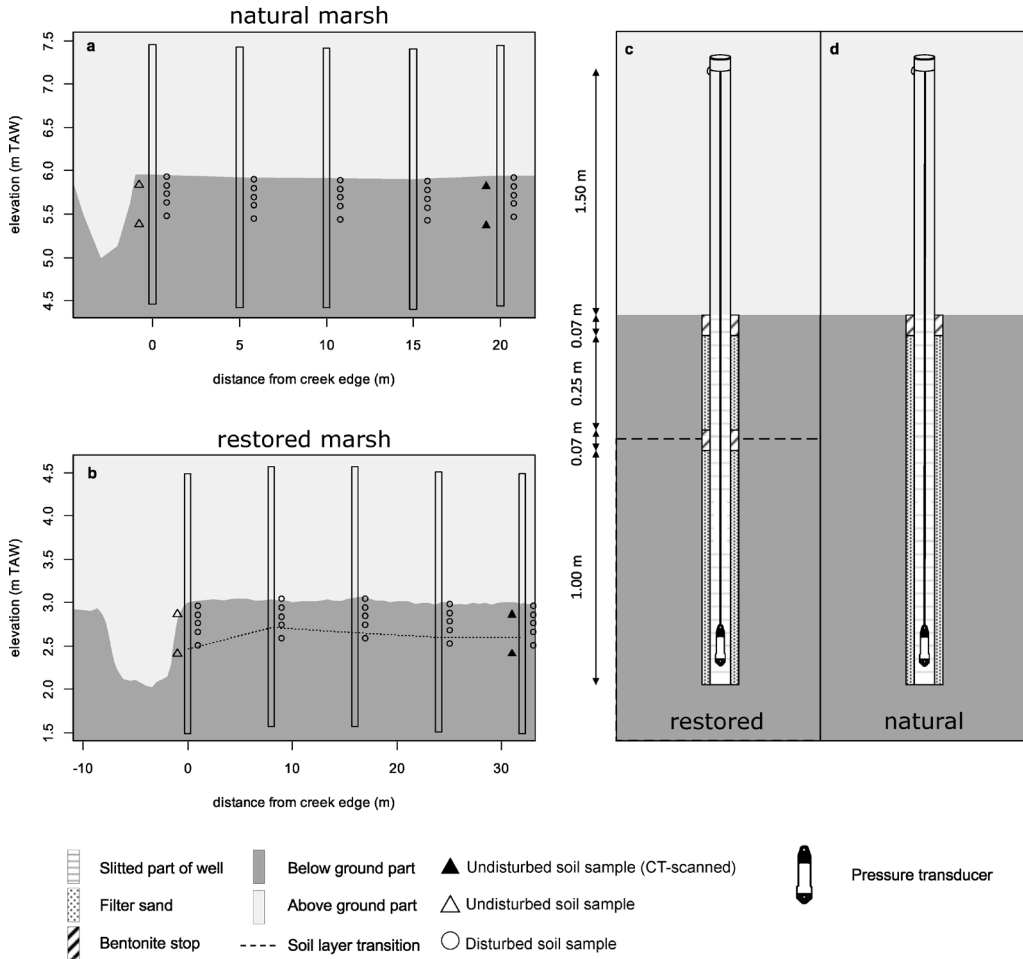 natural marsh
a
7.5
7.0
6.5
6.0
5.5
5.0
4.5
elevation (m TAW)
0 5 10 15 20
distance from creek edge (m)
restored marsh
b
4.5
4.0
3.5
3.0
2.5
2.0
1.5
elevation (m TAW)
-10 0 10 20 30
distance from creek edge (m)
c
d
1.50 m
0.07 m
0.25 m
0.07 m
1.00 m
restored
natural
Slitted part of well
Filter sand
Bentonite stop
Below ground part
Above ground part
Soil layer transition
Undisturbed soil sample (CT-scanned)
Undisturbed soil sample
Disturbed soil sample
Pressure transducer